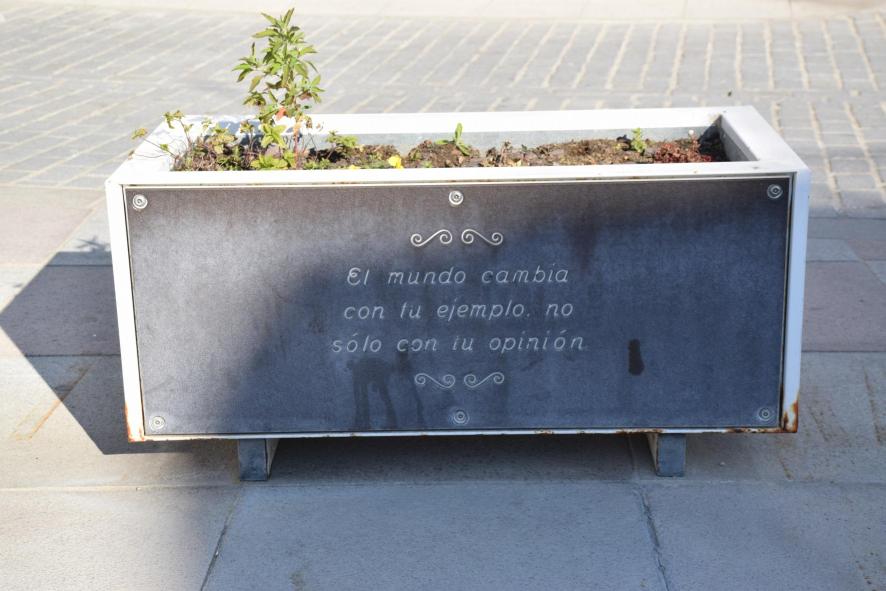 El mundo cambia
con tu ejemplo, no
sólo con tu opinión